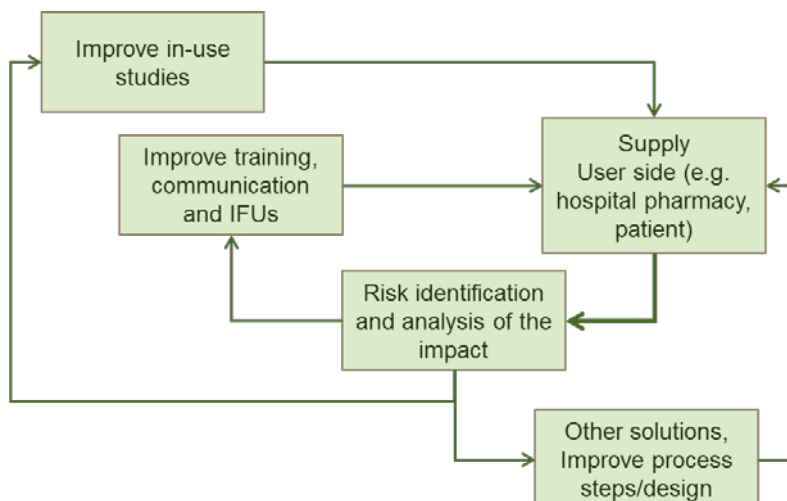 Improve in-use
studies
Improve training,
communication
and IFUs
Supply
User side (e.g.
hospital pharmacy,
patient)
Risk identification
and analysis of the
impact
Other solutions,
Improve process
steps/design